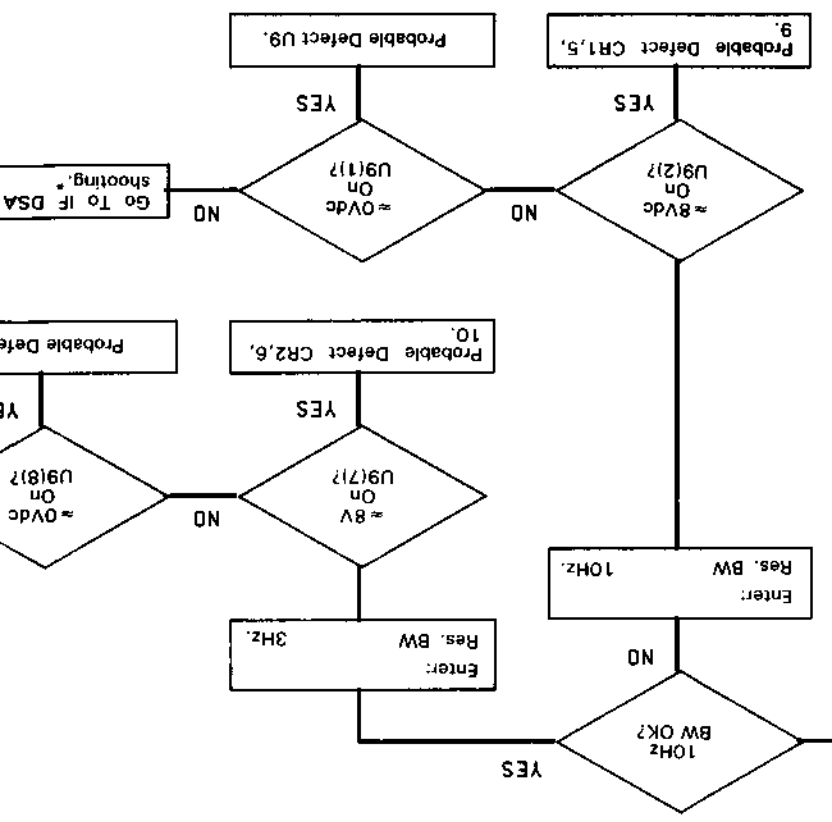 10Hz
BW OK?
YES
NO
Enter:
Res. BW 3Hz.
Enter:
Res. BW 10Hz.
≈8V
On
U9(7)?
NO
≈0Vdc
On
U9(8)?
YES
Probable Defect CR2,6,
10.
Probable
≈8Vdc
On
U9(2)?
NO
≈0Vdc
On
U9(1)?
NO
Go To IF DSA
shooting.*
YES
Probable Defect CR1,5,
9.
YES
Probable Defect U9.